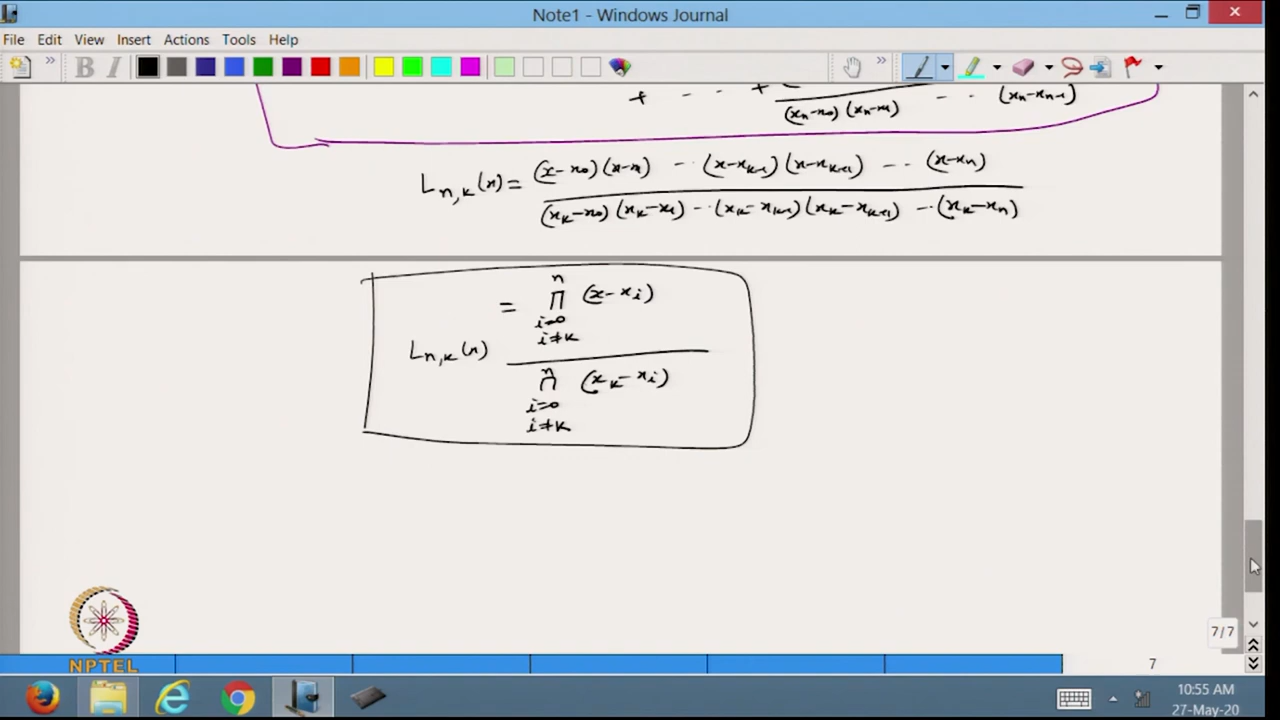 Note1 - Windows Journal
File Edit View Insert Actions Tools Help
+ - - +
(xₙ-x₀) (xₙ-x₁) - - (xₙ-xₙ₋₁)
Lₙ,ₖ(x) = (x-x₀)(x-x₁) - - (x-xₖ₋₁)(x-xₖ₊₁) - - (x-xₙ)
(xₖ-x₀)(xₖ-x₁) - - (xₖ-xₖ₋₁)(xₖ-xₖ₊₁) - - (xₖ-xₙ)
n
= Π (x-xᵢ)
i=0
i≠k
Lₙ,ₖ(x)
n
Π (xₖ-xᵢ)
i=0
i≠k
7/7
NPTEL
7
10:55 AM
27-May-20